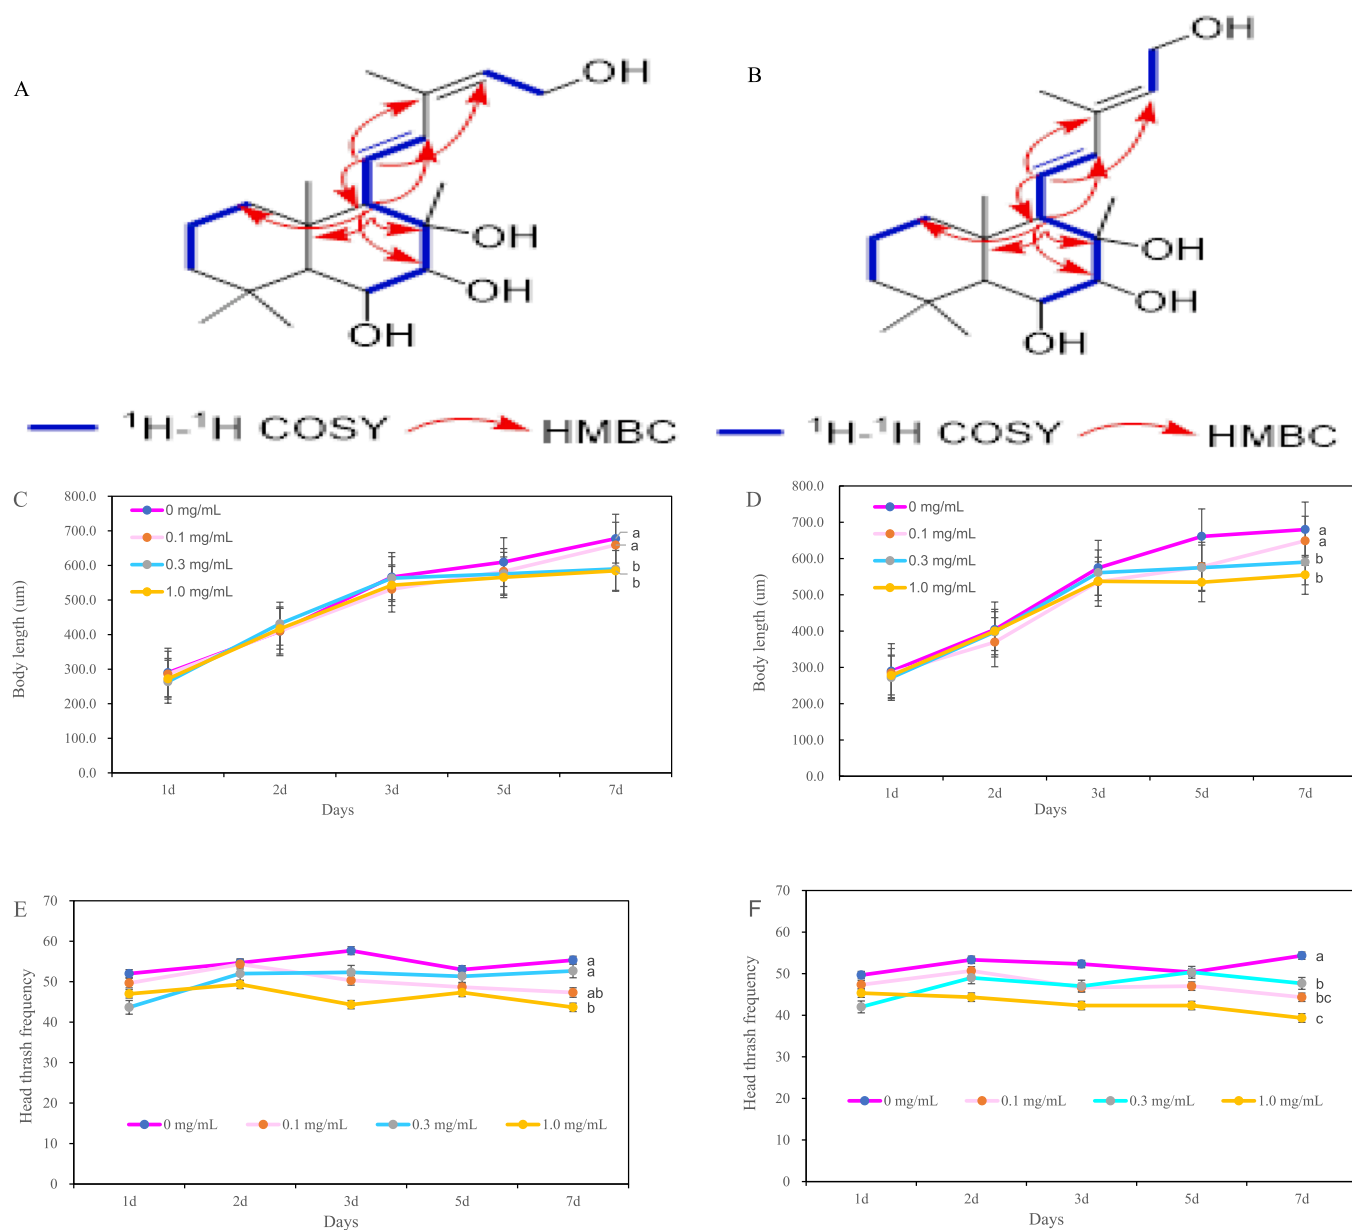 A
OH
OH
OH
OH
B
OH
OH
OH
OH
¹H-¹H COSY
HMBC
¹H-¹H COSY
HMBC
C
800.0
700.0
600.0
500.0
400.0
300.0
200.0
100.0
0.0
Body length (um)
0 mg/mL
0.1 mg/mL
0.3 mg/mL
1.0 mg/mL
a
a
b
b
1d
2d
3d
5d
7d
Days
D
800.0
700.0
600.0
500.0
400.0
300.0
200.0
100.0
0.0
Body length (um)
0 mg/mL
0.1 mg/mL
0.3 mg/mL
1.0 mg/mL
a
a
b
b
1d
2d
3d
5d
7d
Days
E
70
60
50
40
30
20
10
0
Head thrash frequency
a
a
ab
b
0 mg/mL
0.1 mg/mL
0.3 mg/mL
1.0 mg/mL
1d
2d
3d
5d
7d
Days
F
70
60
50
40
30
20
10
0
Head thrash frequency
a
b
bc
c
0 mg/mL
0.1 mg/mL
0.3 mg/mL
1.0 mg/mL
1d
2d
3d
5d
7d
Days